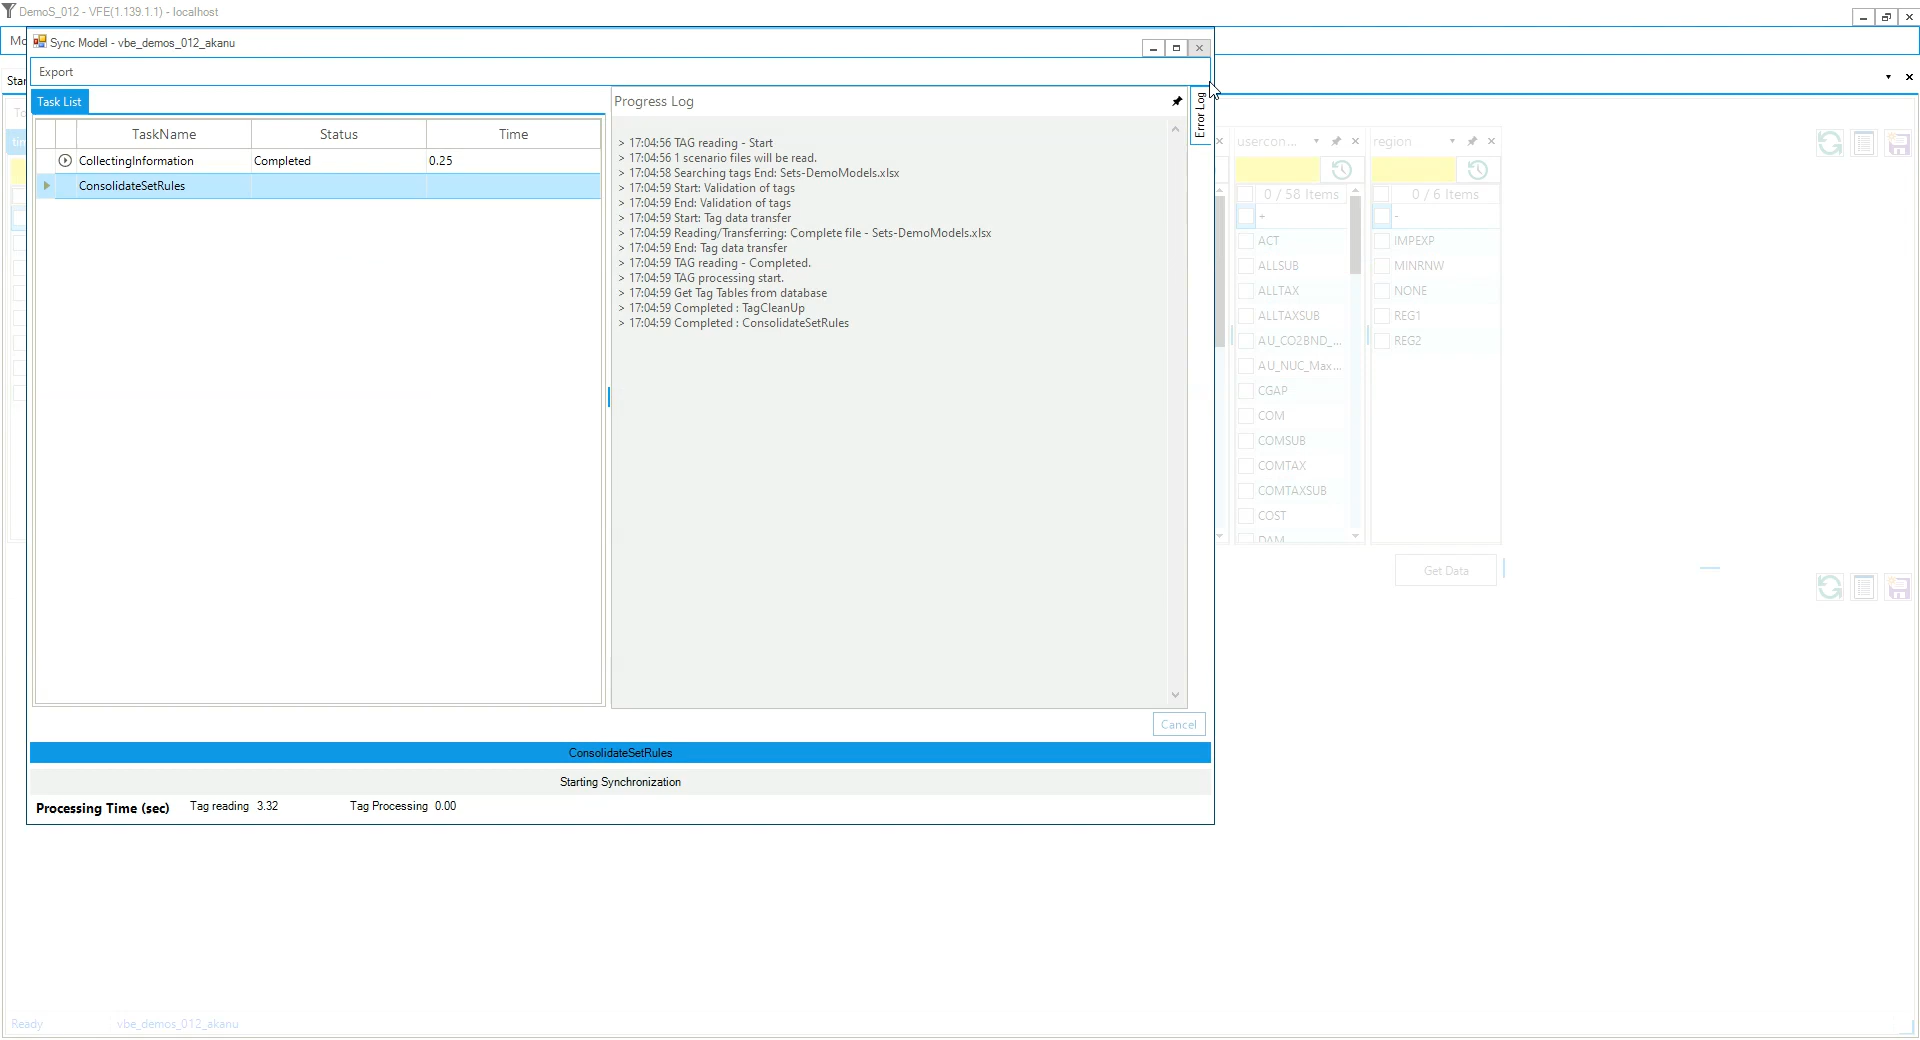 DemoS_012 - VFE(1.139.1.1) - localhost
Sync Model - vbe_demos_012_akanu
Export
Task List
TaskName Status Time
CollectingInformation Completed 0.25
ConsolidateSetRules
Progress Log
> 17:04:56 TAG reading - Start
> 17:04:56 1 scenario files will be read.
> 17:04:58 Searching tags End: Sets-DemoModels.xlsx
> 17:04:59 Start: Validation of tags
> 17:04:59 End: Validation of tags
> 17:04:59 Start: Tag data transfer
> 17:04:59 Reading/Transferring: Complete file - Sets-DemoModels.xlsx
> 17:04:59 End: Tag data transfer
> 17:04:59 TAG reading - Completed.
> 17:04:59 TAG processing start.
> 17:04:59 Get Tag Tables from database
> 17:04:59 Completed : TagCleanUp
> 17:04:59 Completed : ConsolidateSetRules
Error Log
Cancel
ConsolidateSetRules
Starting Synchronization
Processing Time (sec) Tag reading 3.32 Tag Processing 0.00
usercon...
0 / 58 Items
+
ACT
ALLSUB
ALLTAX
ALLTAXSUB
AU_CO2BND_...
AU_NUC_Max...
CGAP
COM
COMSUB
COMTAX
COMTAXSUB
COST
DAM
region
0 / 6 Items
-
IMPEXP
MINRNW
NONE
REG1
REG2
Get Data
Ready vbe_demos_012_akanu